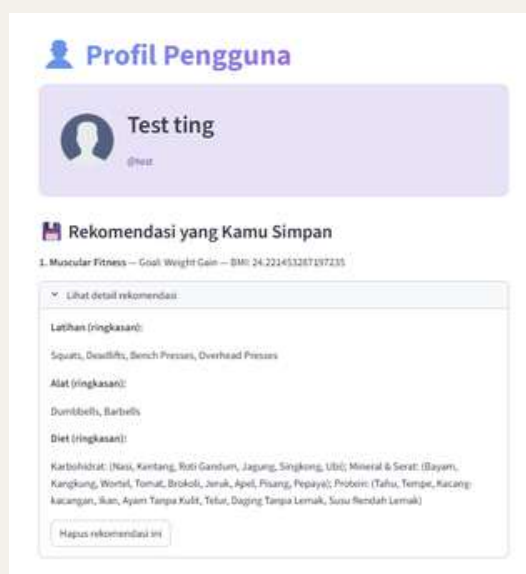 Profil Pengguna
Test ting
@test
Rekomendasi yang Kamu Simpan
1. Muscular Fitness — Goal: Weight Gain — BMI: 24.221453287197235
Lihat detail rekomendasi
Latihan (ringkasan):
Squats, Deadlifts, Bench Presses, Overhead Presses
Alat (ringkasan):
Dumbbells, Barbells
Diet (ringkasan):
Karbohidrat: (Nasi, Kentang, Roti Gandum, Jagung, Singkong, Ubi); Mineral & Serat: (Bayam,
Kangkung, Wortel, Tomat, Brokoli, Jeruk, Apel, Pisang, Pepaya); Protein: (Tahu, Tempe, Kacang-
kacangan, Ikan, Ayam Tanpa Kulit, Telur, Daging Tanpa Lemak, Susu Rendah Lemak)
Hapus rekomendasi ini